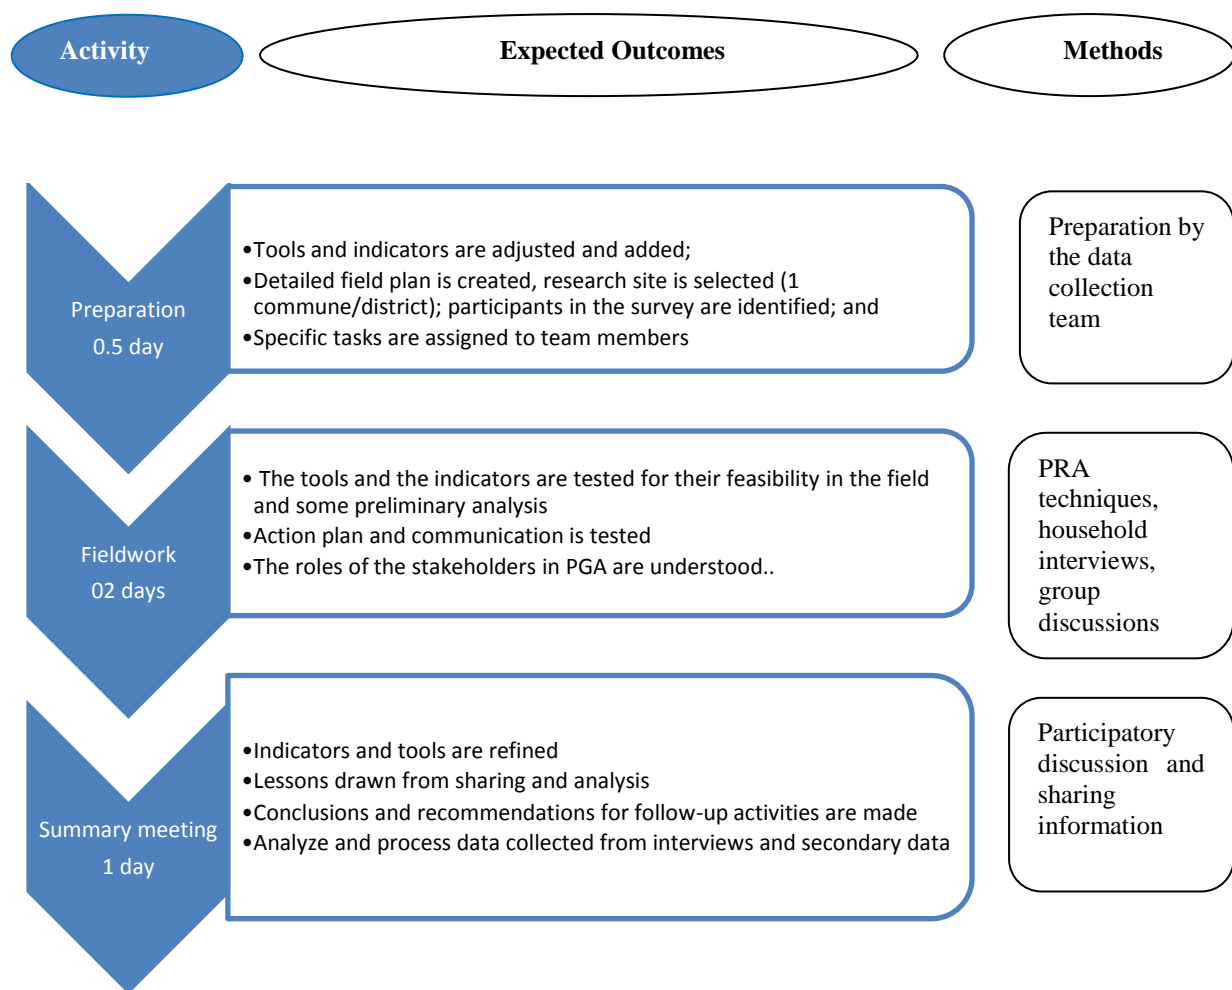 Activity
Expected Outcomes
Methods
Preparation
0.5 day
•Tools and indicators are adjusted and added;
•Detailed field plan is created, research site is selected (1
commune/district); participants in the survey are identified; and
•Specific tasks are assigned to team members
Preparation by
the data
collection
team
Fieldwork
02 days
• The tools and the indicators are tested for their feasibility in the field
and some preliminary analysis
•Action plan and communication is tested
•The roles of the stakeholders in PGA are understood..
PRA
techniques,
household
interviews,
group
discussions
Summary meeting
1 day
•Indicators and tools are refined
•Lessons drawn from sharing and analysis
•Conclusions and recommendations for follow-up activities are made
•Analyze and process data collected from interviews and secondary data
Participatory
discussion and
sharing
information